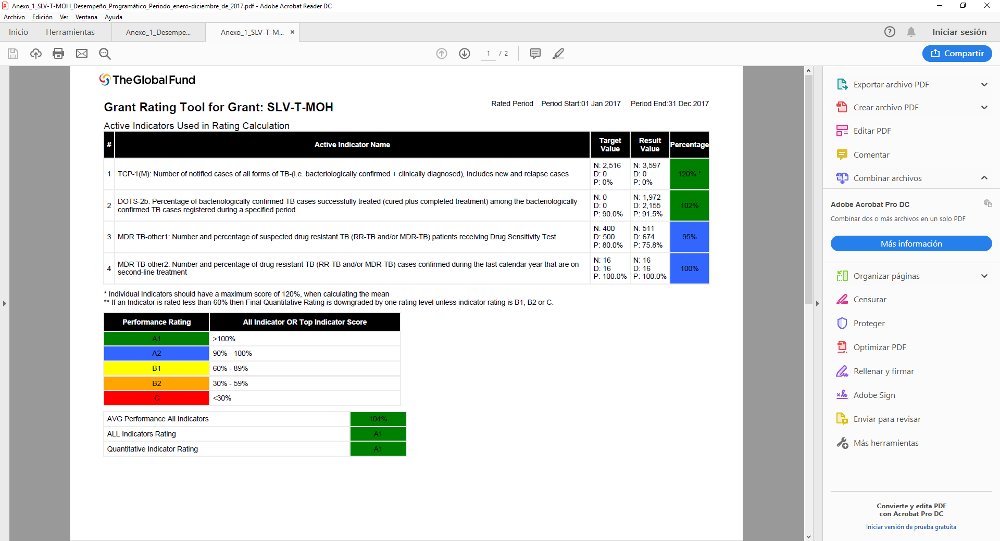 Anexo_1_SLV-T-MOH_Desempeño_Programático_Periodo_enero-diciembre_de_2017.pdf - Adobe Acrobat Reader DC
Archivo Edición Ver Ventana Ayuda
Inicio Herramientas Anexo_1_Desempe... Anexo_1_SLV-T-M... × Iniciar sesión
1 / 2 Compartir
TheGlobalFund
Grant Rating Tool for Grant: SLV-T-MOH
Rated Period Period Start:01 Jan 2017 Period End:31 Dec 2017
Active Indicators Used in Rating Calculation
# Active Indicator Name Target Value Result Value Percentage
1 TCP-1(M): Number of notified cases of all forms of TB-(i.e. bacteriologically confirmed + clinically diagnosed), includes new and relapse cases
N: 2,516 N: 3,597
D: 0 D: 0 120% *
P: 0% P: 0%
2 DOTS-2b: Percentage of bacteriologically confirmed TB cases successfully treated (cured plus completed treatment) among the bacteriologically
confirmed TB cases registered during a specified period
N: 0 N: 1,972
D: 0 D: 2,155 102%
P: 90.0% P: 91.5%
3 MDR TB-other1: Number and percentage of suspected drug resistant TB (RR-TB and/or MDR-TB) patients receiving Drug Sensitivity Test
N: 400 N: 511
D: 500 D: 674 95%
P: 80.0% P: 75.8%
4 MDR TB-other2: Number and percentage of drug resistant TB (RR-TB and/or MDR-TB) cases confirmed during the last calendar year that are on
second-line treatment
N: 16 N: 16
D: 16 D: 16 100%
P: 100.0% P: 100.0%
* Individual Indicators should have a maximum score of 120%, when calculating the mean
** If an Indicator is rated less than 60% then Final Quantitative Rating is downgraded by one rating level unless indicator rating is B1, B2 or C.
Performance Rating All Indicator OR Top Indicator Score
A1 >100%
A2 90% - 100%
B1 60% - 89%
B2 30% - 59%
C <30%
AVG Performance All Indicators 104%
ALL Indicators Rating A1
Quantitative Indicator Rating A1
Exportar archivo PDF
Crear archivo PDF
Editar PDF
Comentar
Combinar archivos
Adobe Acrobat Pro DC
Combinar dos o más archivos en un solo PDF
Más información
Organizar páginas
Censurar
Proteger
Optimizar PDF
Rellenar y firmar
Adobe Sign
Enviar para revisar
Más herramientas
Convierte y edita PDF
con Acrobat Pro DC
Iniciar versión de prueba gratuita